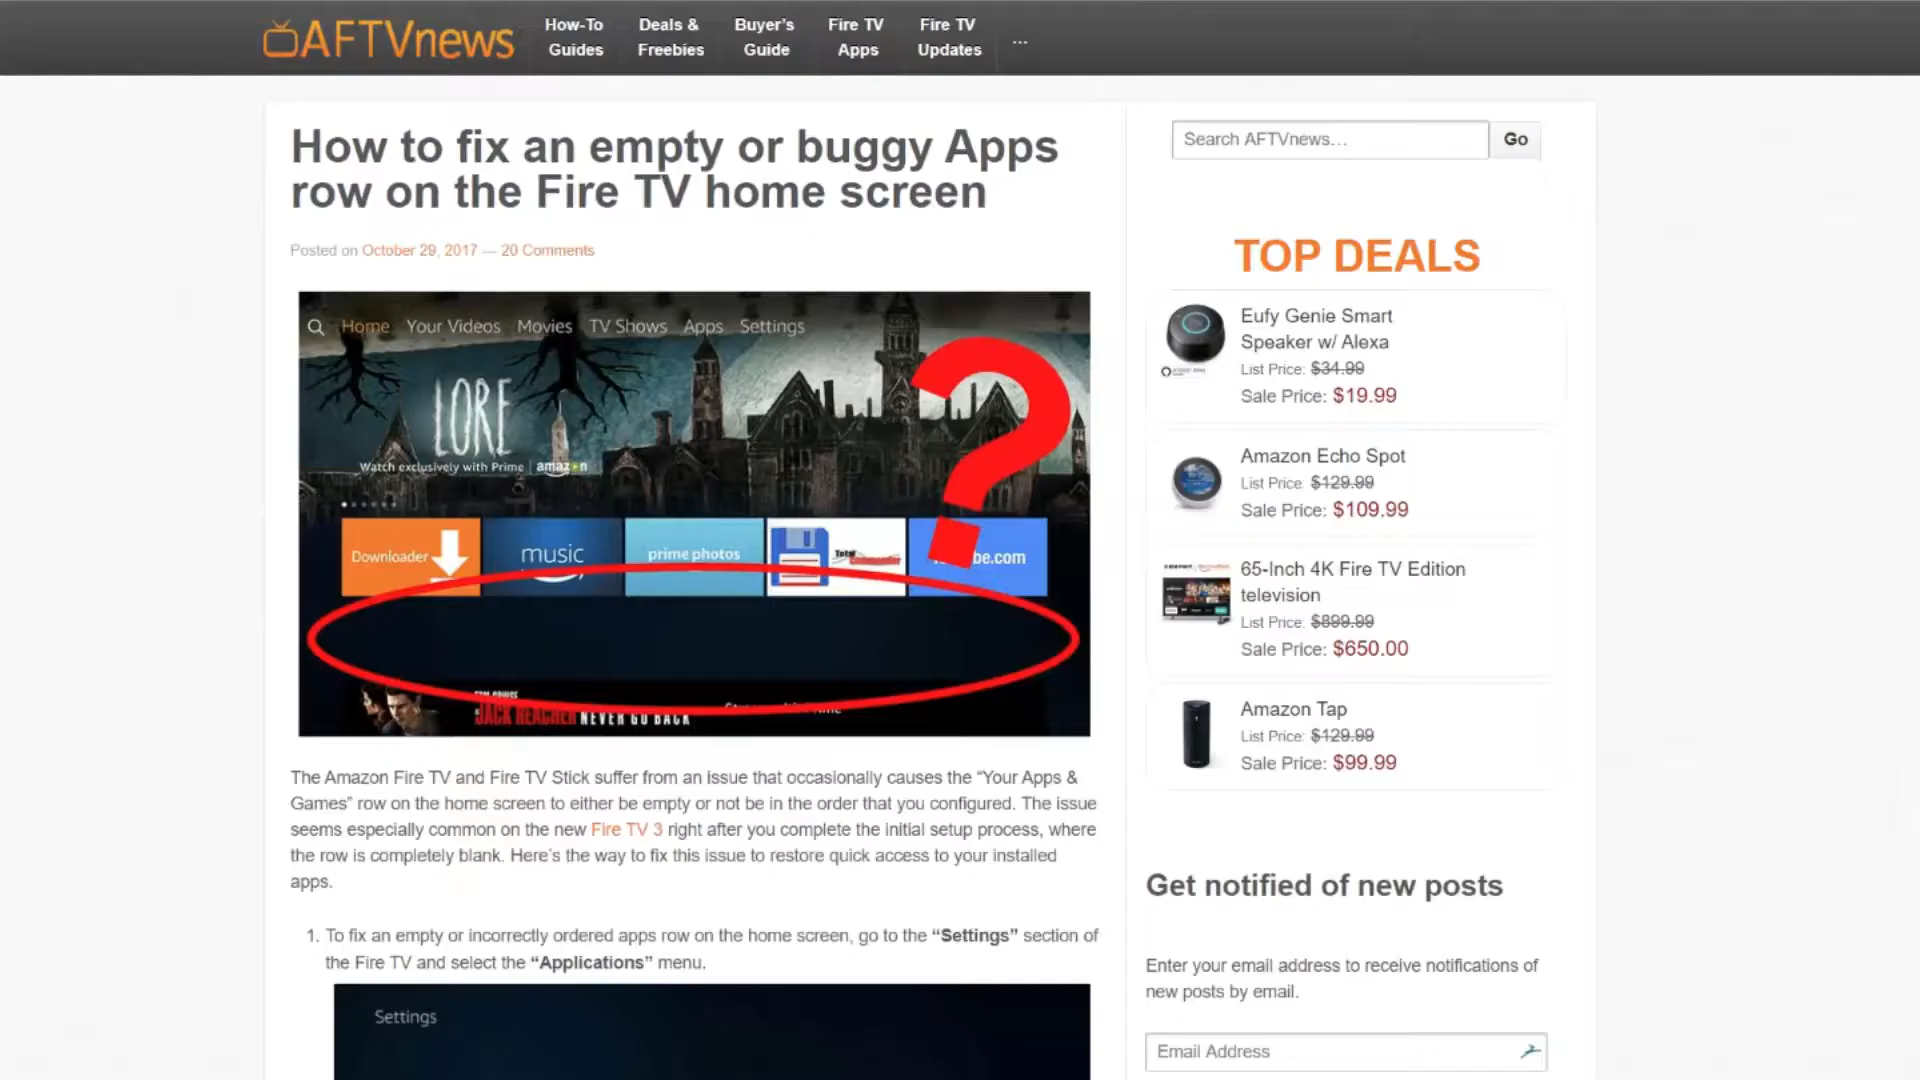 AFTVnews
How-To
Guides
Deals &
Freebies
Buyer's
Guide
Fire TV
Apps
Fire TV
Updates
...
How to fix an empty or buggy Apps
row on the Fire TV home screen
Posted on October 29, 2017 — 20 Comments
Home Your Videos Movies TV Shows Apps Settings
LORE
Watch exclusively with Prime amazon
Downloader
music
prime photos
Total
Commander
be.com
TOM CRUISE
JACK REACHER NEVER GO BACK
The Amazon Fire TV and Fire TV Stick suffer from an issue that occasionally causes the “Your Apps &
Games” row on the home screen to either be empty or not be in the order that you configured. The issue
seems especially common on the new Fire TV 3 right after you complete the initial setup process, where
the row is completely blank. Here’s the way to fix this issue to restore quick access to your installed
apps.
1. To fix an empty or incorrectly ordered apps row on the home screen, go to the “Settings” section of
the Fire TV and select the “Applications” menu.
Settings
Search AFTVnews…
Go
TOP DEALS
Eufy Genie Smart
Speaker w/ Alexa
List Price: $34.99
Sale Price: $19.99
Amazon Echo Spot
List Price: $129.99
Sale Price: $109.99
65-Inch 4K Fire TV Edition
television
List Price: $899.99
Sale Price: $650.00
Amazon Tap
List Price: $129.99
Sale Price: $99.99
Get notified of new posts
Enter your email address to receive notifications of
new posts by email.
Email Address